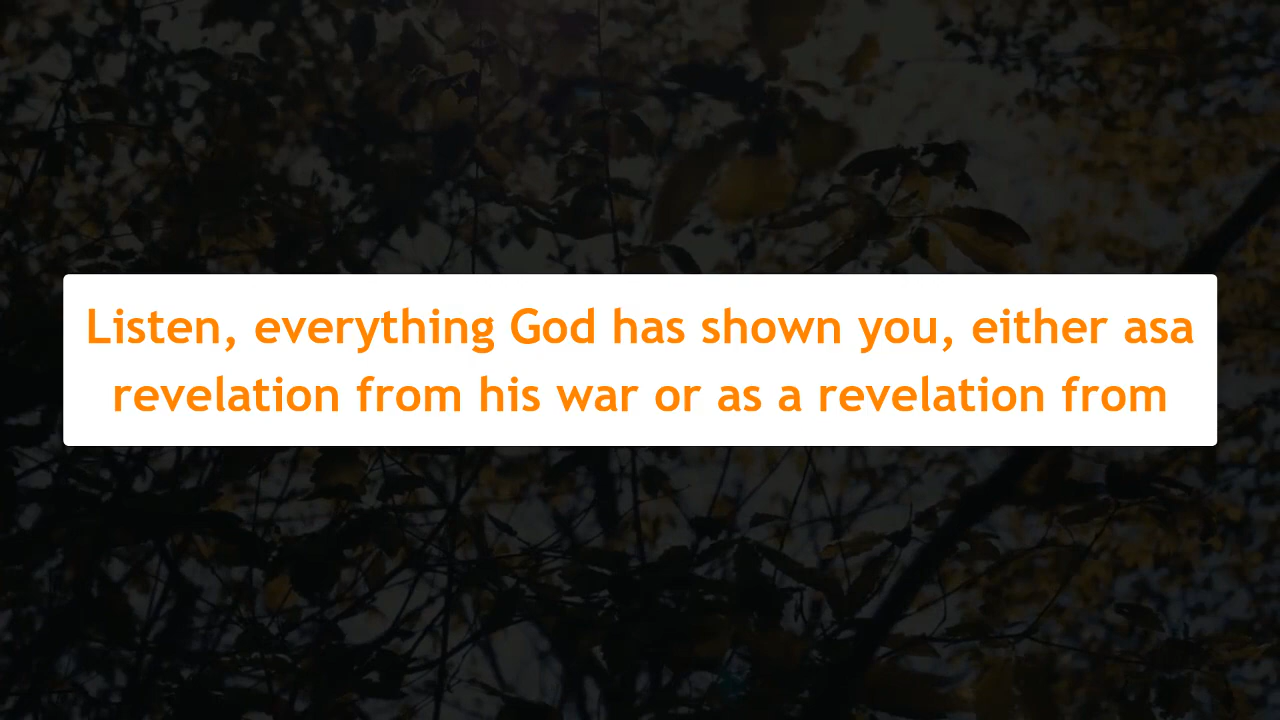 Listen, everything God has shown you, either asa
revelation from his war or as a revelation from